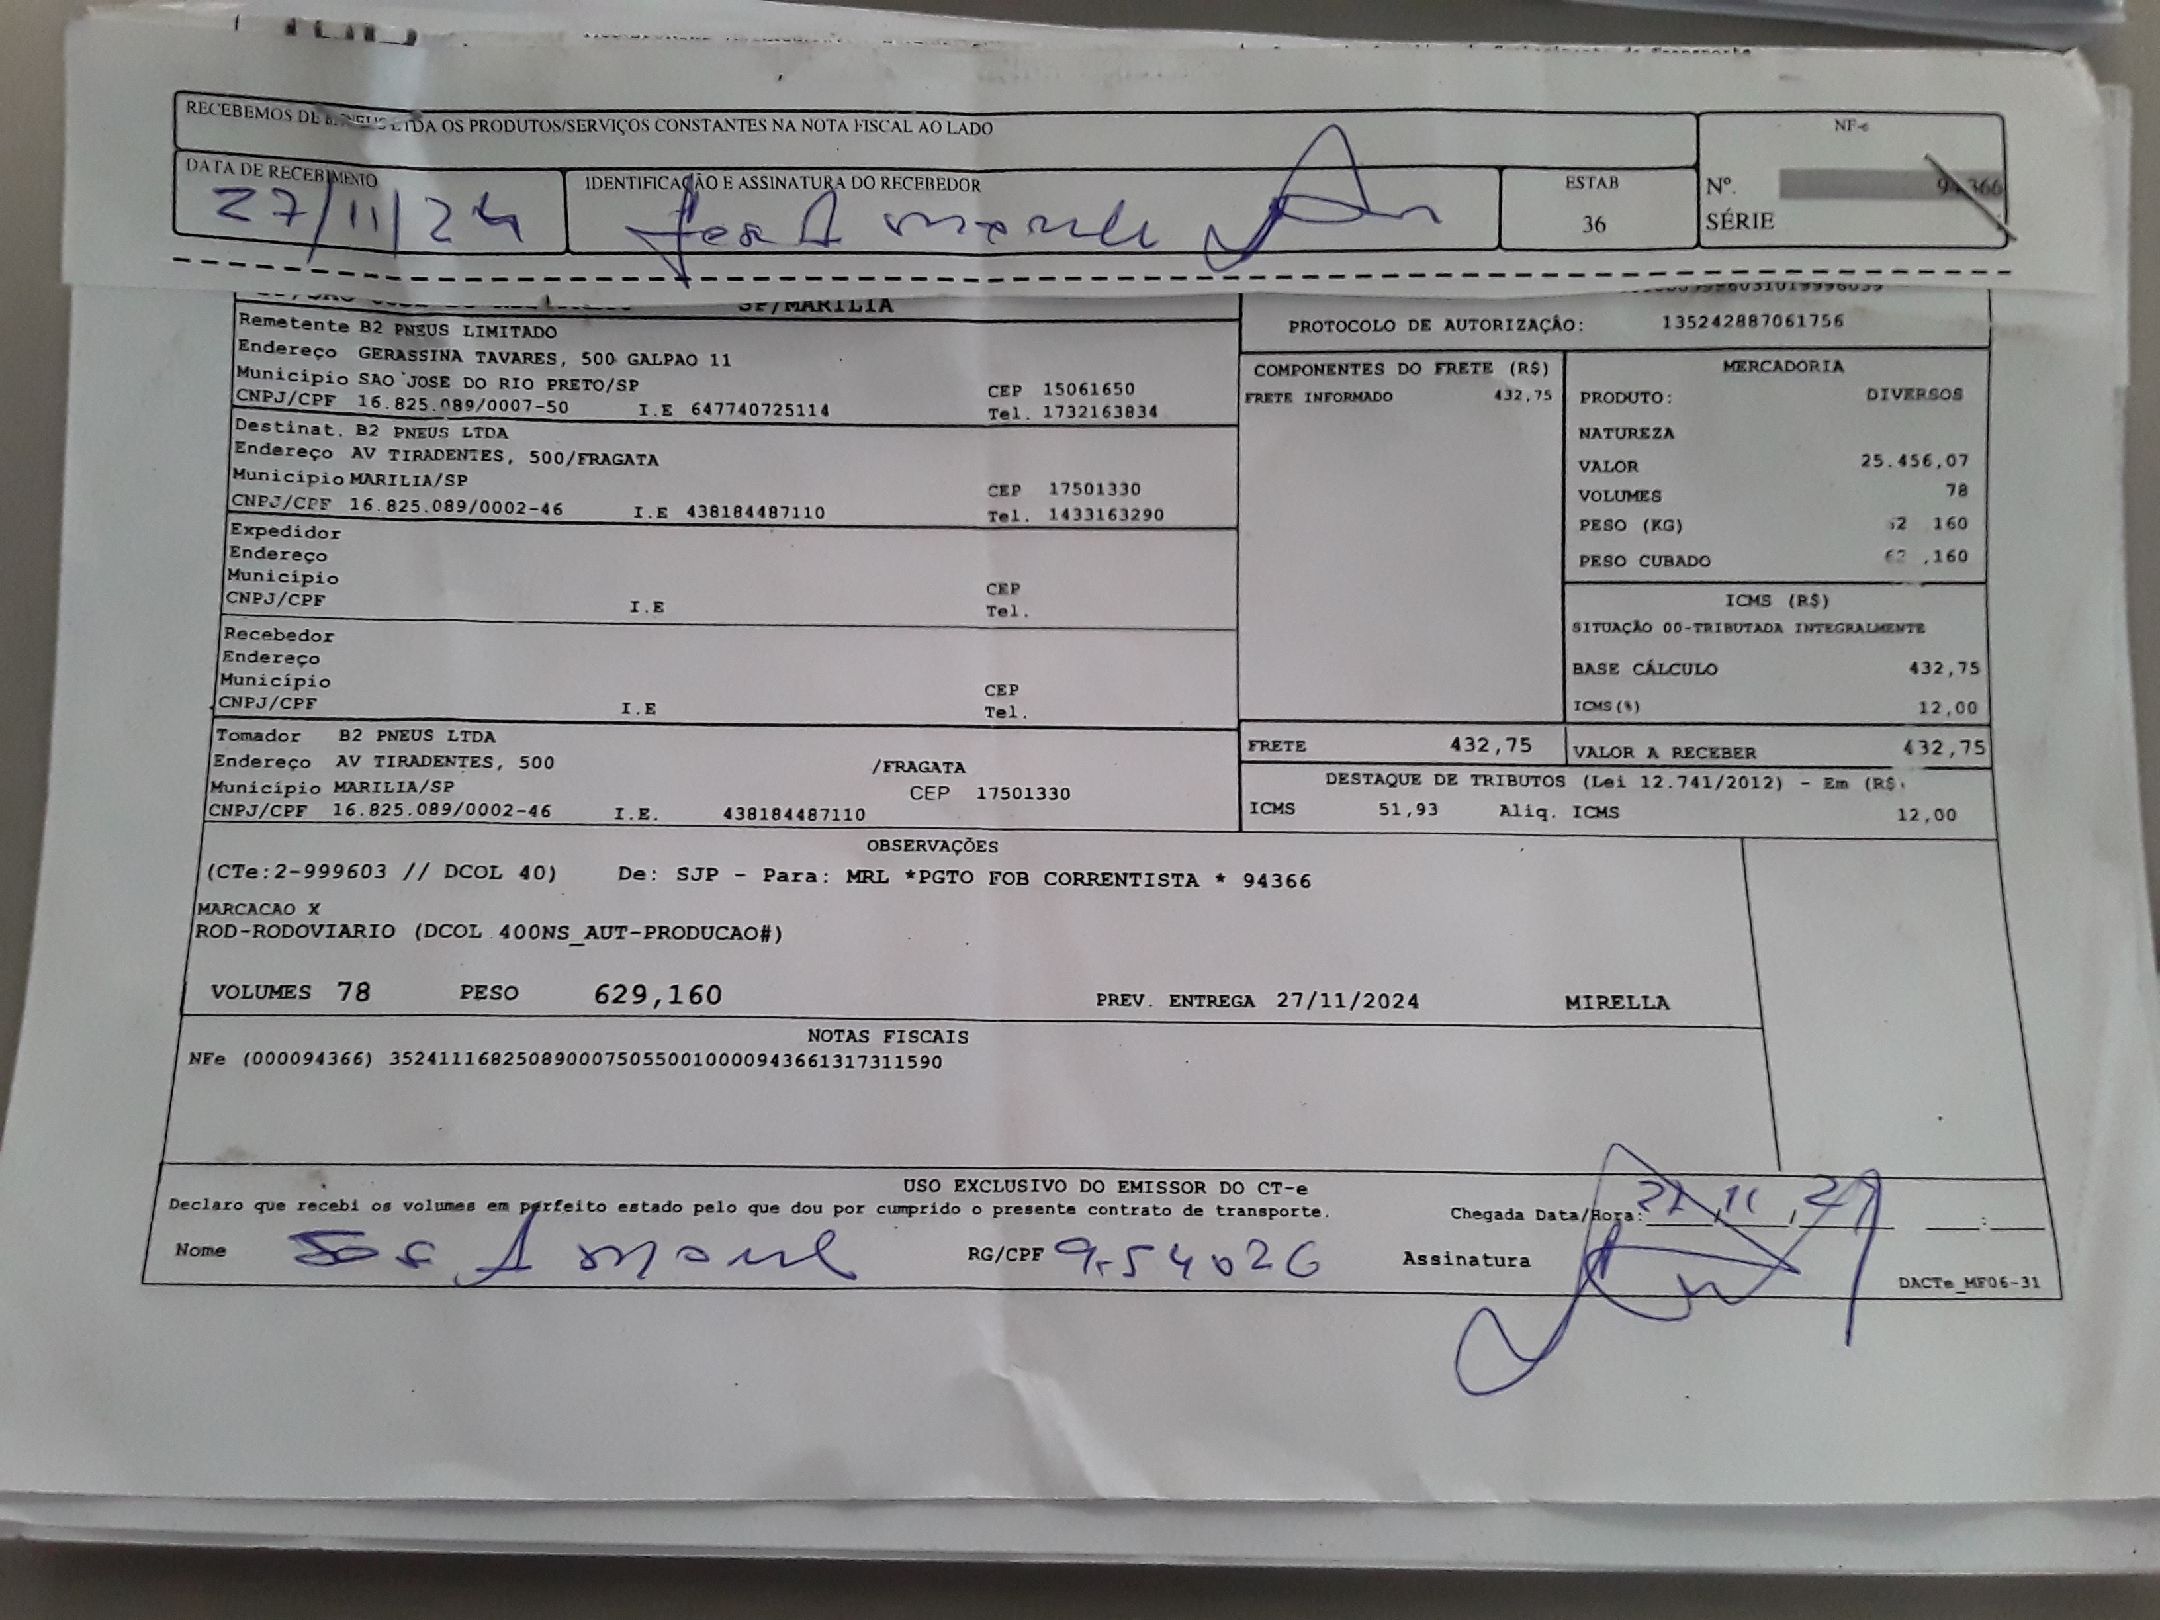 RECEBEMOS DE LTDA OS PRODUTOS/SERVIÇOS CONSTANTES NA NOTA FISCAL AO LADO
NF-e
DATA DE RECEBIMENTO
27/11/24
IDENTIFICAÇÃO E ASSINATURA DO RECEBEDOR
ESTAB
36
Nº. 94366
SÉRIE
SP/MARILIA
Remetente B2 PNEUS LIMITADO
Endereço GERASSINA TAVARES, 500 GALPAO 11
Município SAO JOSE DO RIO PRETO/SP CEP 15061650
CNPJ/CPF 16.825.089/0007-50 I.E 647740725114 Tel. 1732163834
Destinat. B2 PNEUS LTDA
Endereço AV TIRADENTES, 500/FRAGATA
Município MARILIA/SP CEP 17501330
CNPJ/CPF 16.825.089/0002-46 I.E 438184487110 Tel. 1433163290
Expedidor
Endereço
Município CEP
CNPJ/CPF I.E Tel.
Recebedor
Endereço
Município CEP
CNPJ/CPF I.E Tel.
Tomador B2 PNEUS LTDA
Endereço AV TIRADENTES, 500 /FRAGATA
Município MARILIA/SP CEP 17501330
CNPJ/CPF 16.825.089/0002-46 I.E. 438184487110
PROTOCOLO DE AUTORIZAÇÃO: 135242887061756
COMPONENTES DO FRETE (R$)
FRETE INFORMADO 432,75
MERCADORIA
PRODUTO: DIVERSOS
NATUREZA
VALOR 25.456,07
VOLUMES 78
PESO (KG) 160
PESO CUBADO ,160
ICMS (R$)
SITUAÇÃO 00-TRIBUTADA INTEGRALMENTE
BASE CÁLCULO 432,75
ICMS(%) 12,00
FRETE 432,75
VALOR A RECEBER 432,75
DESTAQUE DE TRIBUTOS (Lei 12.741/2012) - Em (R$
ICMS 51,93 Aliq. ICMS 12,00
OBSERVAÇÕES
(CTe:2-999603 // DCOL 40) De: SJP - Para: MRL *PGTO FOB CORRENTISTA * 94366
MARCACAO X
ROD-RODOVIARIO (DCOL 400NS_AUT-PRODUCAO#)
VOLUMES 78 PESO 629,160 PREV. ENTREGA 27/11/2024 MIRELLA
NOTAS FISCAIS
NFe (000094366) 35241116825089000750550010000943661317311590
USO EXCLUSIVO DO EMISSOR DO CT-e
Declaro que recebi os volumes em perfeito estado pelo que dou por cumprido o presente contrato de transporte. Chegada Data/Hora: :
Nome RG/CPF 9.54026 Assinatura
DACTe_MF06-31